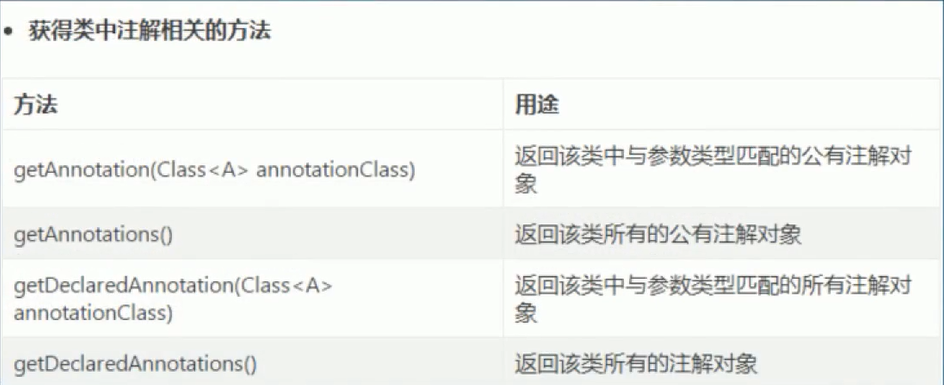 • 获得类中注解相关的方法
方法 用途
getAnnotation(Class<A> annotationClass) 返回该类中与参数类型匹配的公有注解对
象
getAnnotations() 返回该类所有的公有注解对象
getDeclaredAnnotation(Class<A>
annotationClass) 返回该类中与参数类型匹配的所有注解对
象
getDeclaredAnnotations() 返回该类所有的注解对象